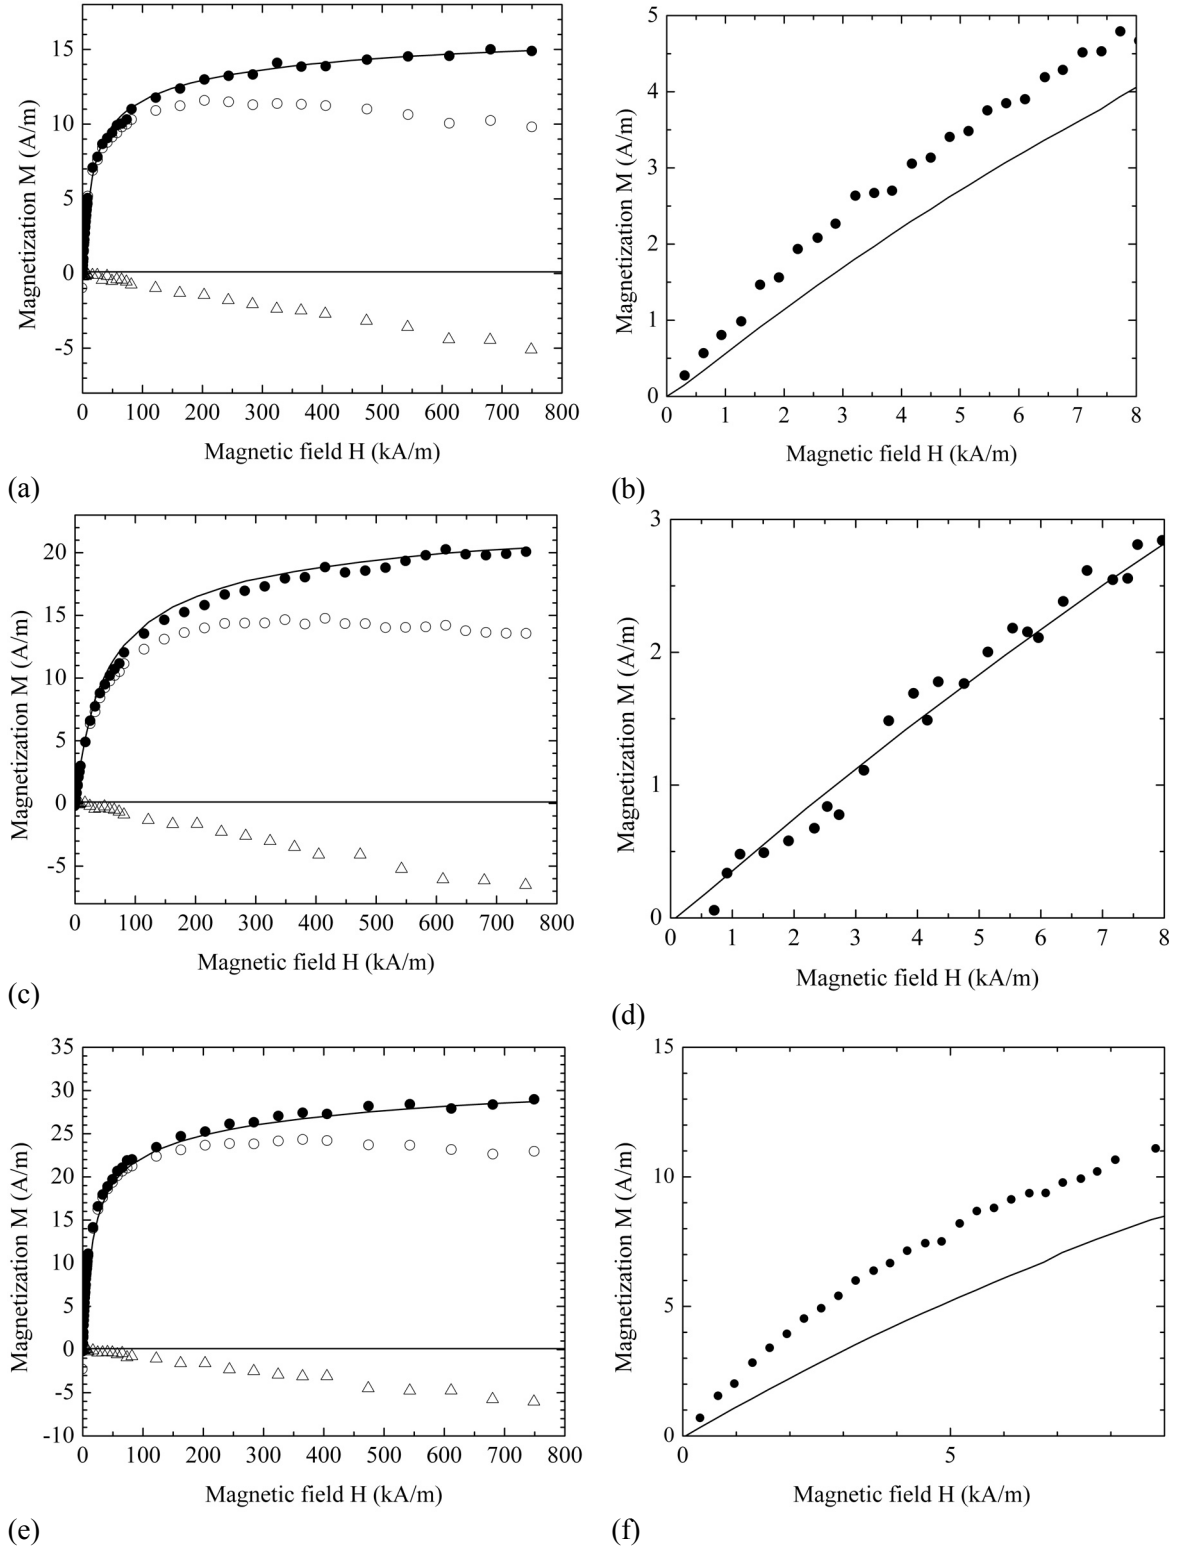 15
10
5
0
-5
0 100 200 300 400 500 600 700 800
Magnetization M (A/m)
Magnetic field H (kA/m)
(a)
5
4
3
2
1
0
0 1 2 3 4 5 6 7 8
Magnetization M (A/m)
Magnetic field H (kA/m)
(b)
20
15
10
5
0
-5
0 100 200 300 400 500 600 700 800
Magnetization M (A/m)
Magnetic field H (kA/m)
(c)
3
2
1
0
0 1 2 3 4 5 6 7 8
Magnetization M (A/m)
Magnetic field H (kA/m)
(d)
35
30
25
20
15
10
5
0
-5
-10
0 100 200 300 400 500 600 700 800
Magnetization M (A/m)
Magnetic field H (kA/m)
(e)
15
10
5
0
0 5
Magnetization M (A/m)
Magnetic field H (kA/m)
(f)